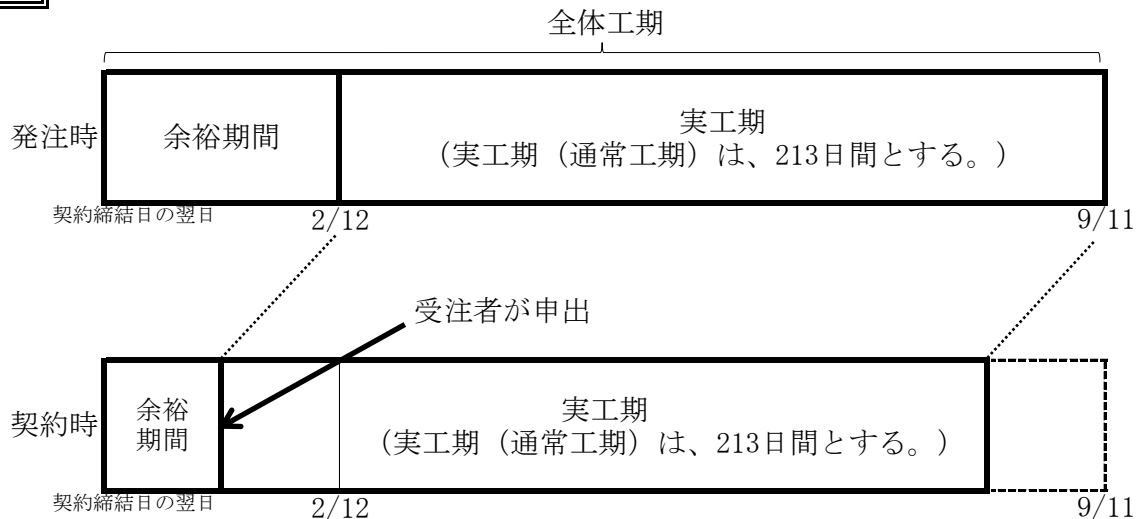 全体工期
発注時
余裕期間
実工期
（実工期（通常工期）は、213日間とする。）
契約締結日の翌日
2/12
9/11
受注者が申出
契約時
余裕
期間
実工期
（実工期（通常工期）は、213日間とする。）
契約締結日の翌日
2/12
9/11